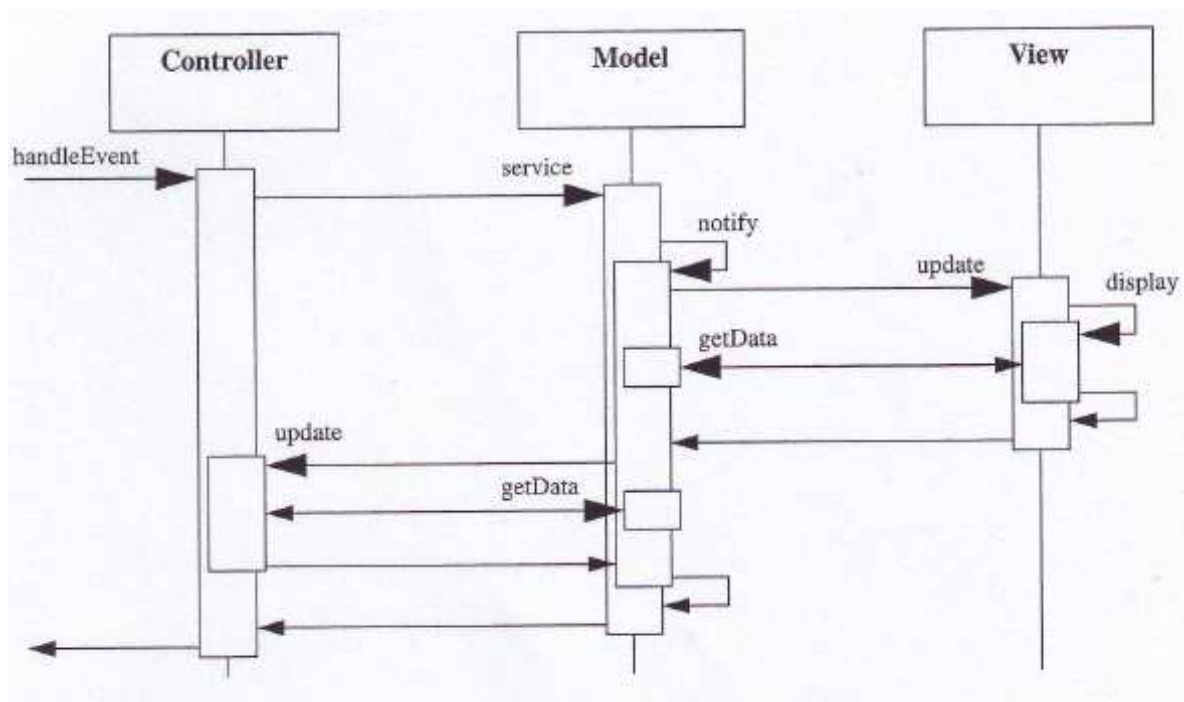 Controller
Model
View
handleEvent
service
notify
update
display
getData
update
getData